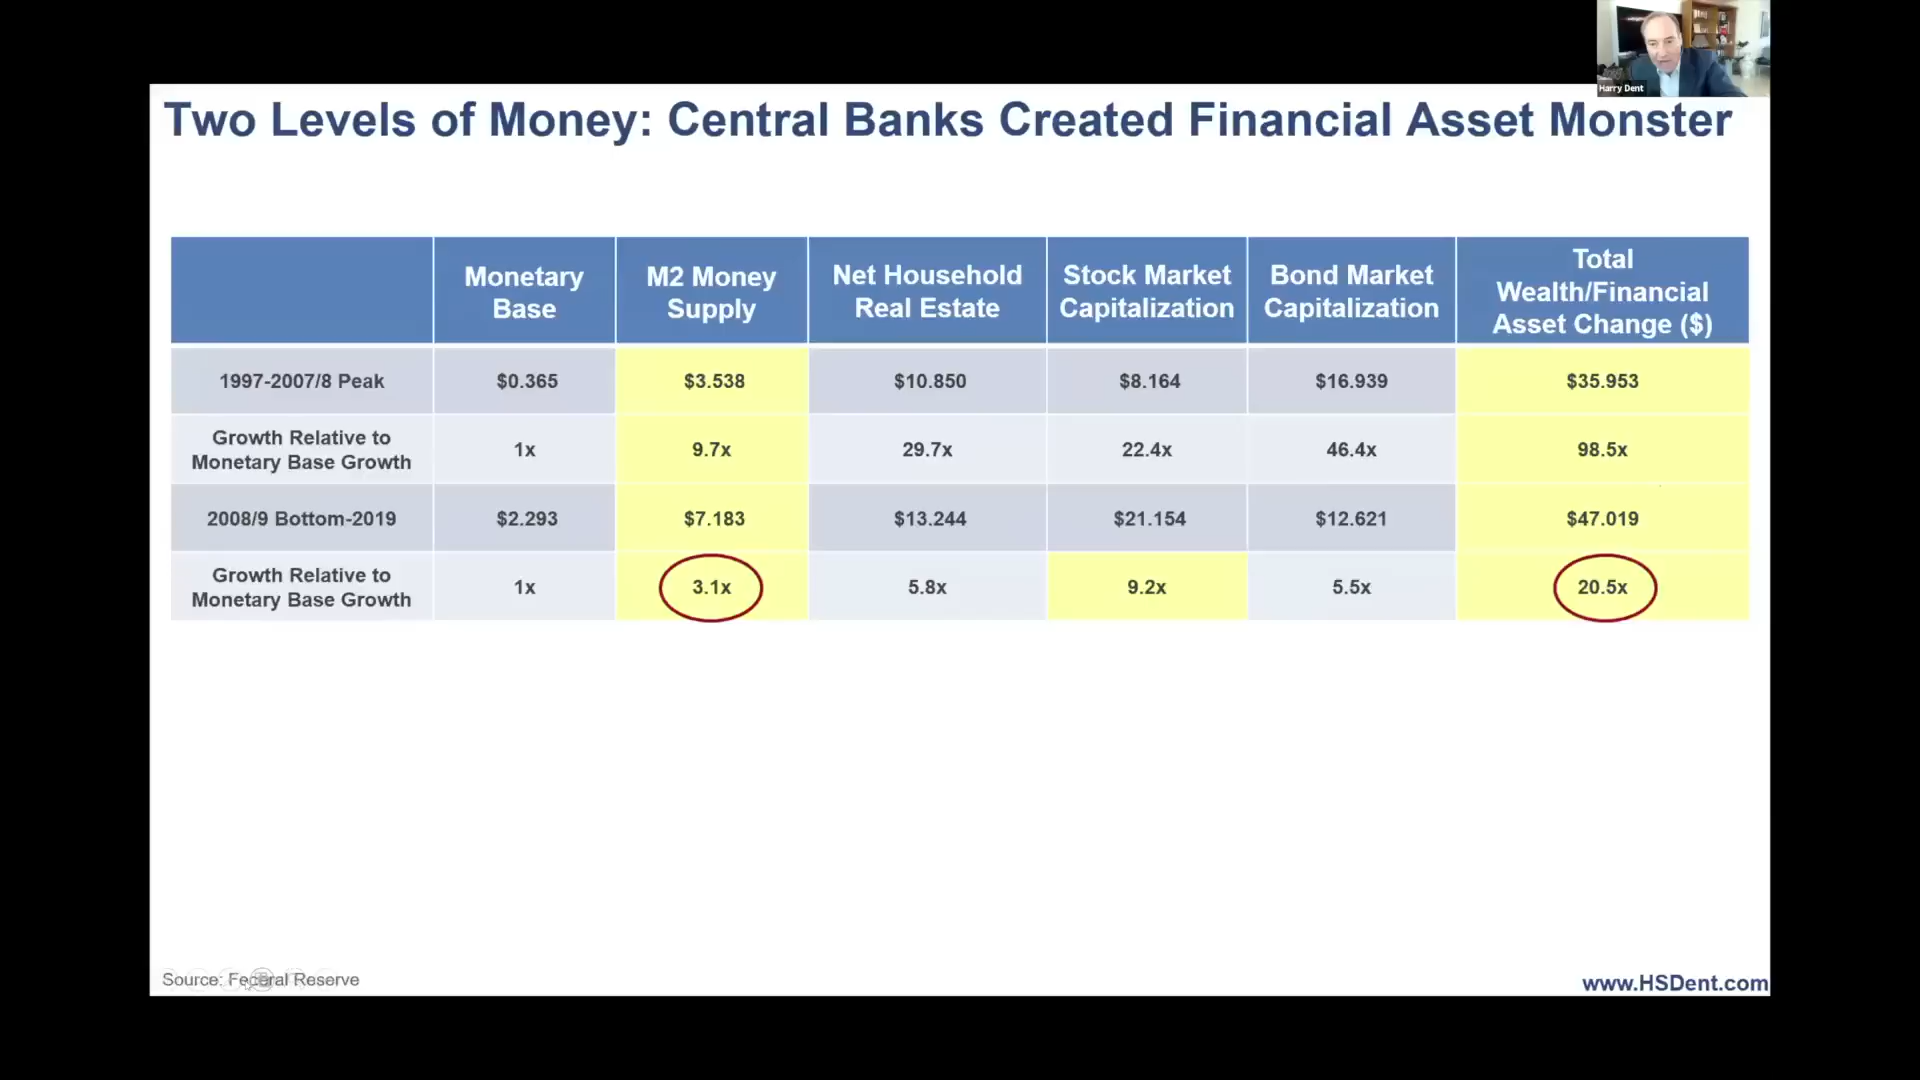 Harry Dent
Two Levels of Money: Central Banks Created Financial Asset Monster
Monetary
Base
M2 Money
Supply
Net Household
Real Estate
Stock Market
Capitalization
Bond Market
Capitalization
Total
Wealth/Financial
Asset Change ($)
1997-2007/8 Peak
$0.365
$3.538
$10.850
$8.164
$16.939
$35.953
Growth Relative to
Monetary Base Growth
1x
9.7x
29.7x
22.4x
46.4x
98.5x
2008/9 Bottom-2019
$2.293
$7.183
$13.244
$21.154
$12.621
$47.019
Growth Relative to
Monetary Base Growth
1x
3.1x
5.8x
9.2x
5.5x
20.5x
Source: Federal Reserve
www.HSDent.com